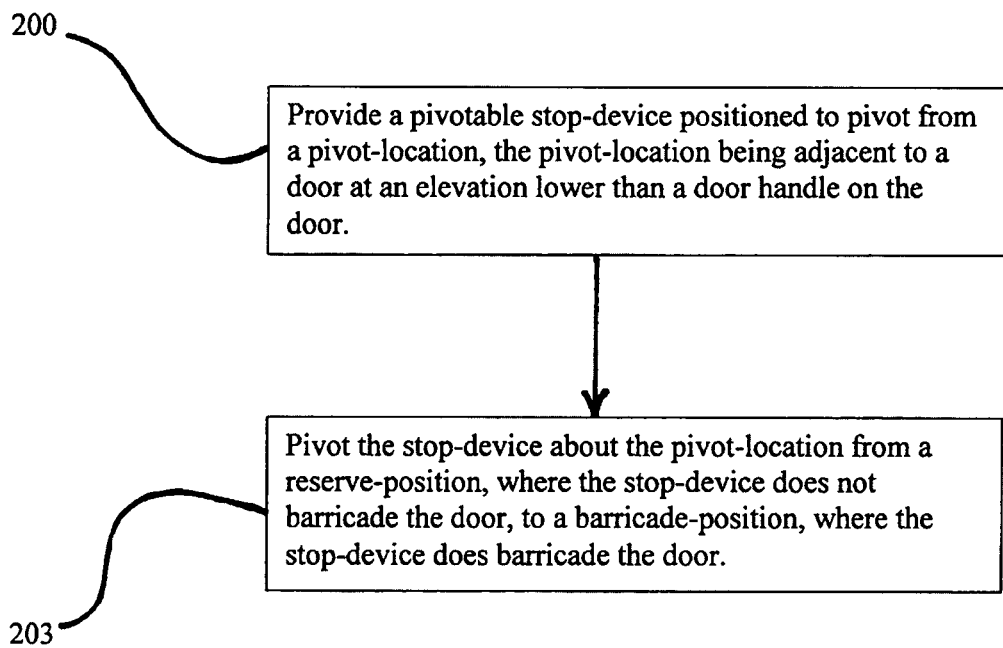 200
Provide a pivotable stop-device positioned to pivot from
a pivot-location, the pivot-location being adjacent to a
door at an elevation lower than a door handle on the
door.
Pivot the stop-device about the pivot-location from a
reserve-position, where the stop-device does not
barricade the door, to a barricade-position, where the
stop-device does barricade the door.
203